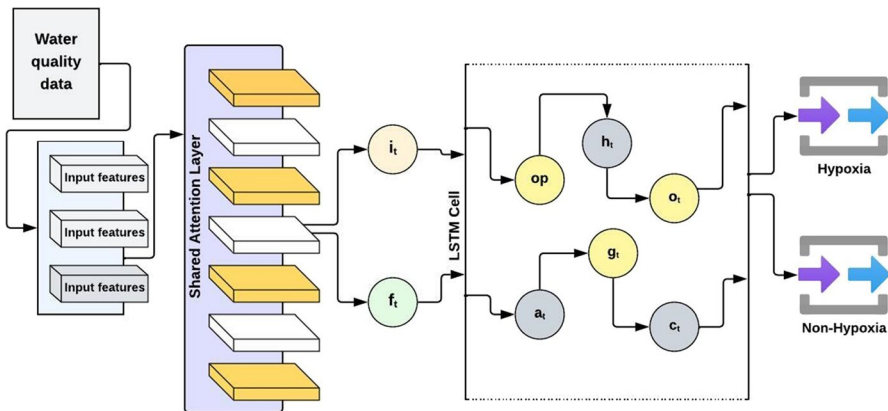 Water
quality
data
Input features
Input features
Input features
Shared Attention Layer
iₜ
fₜ
LSTM Cell
op
hₜ
oₜ
aₜ
gₜ
cₜ
Hypoxia
Non-Hypoxia